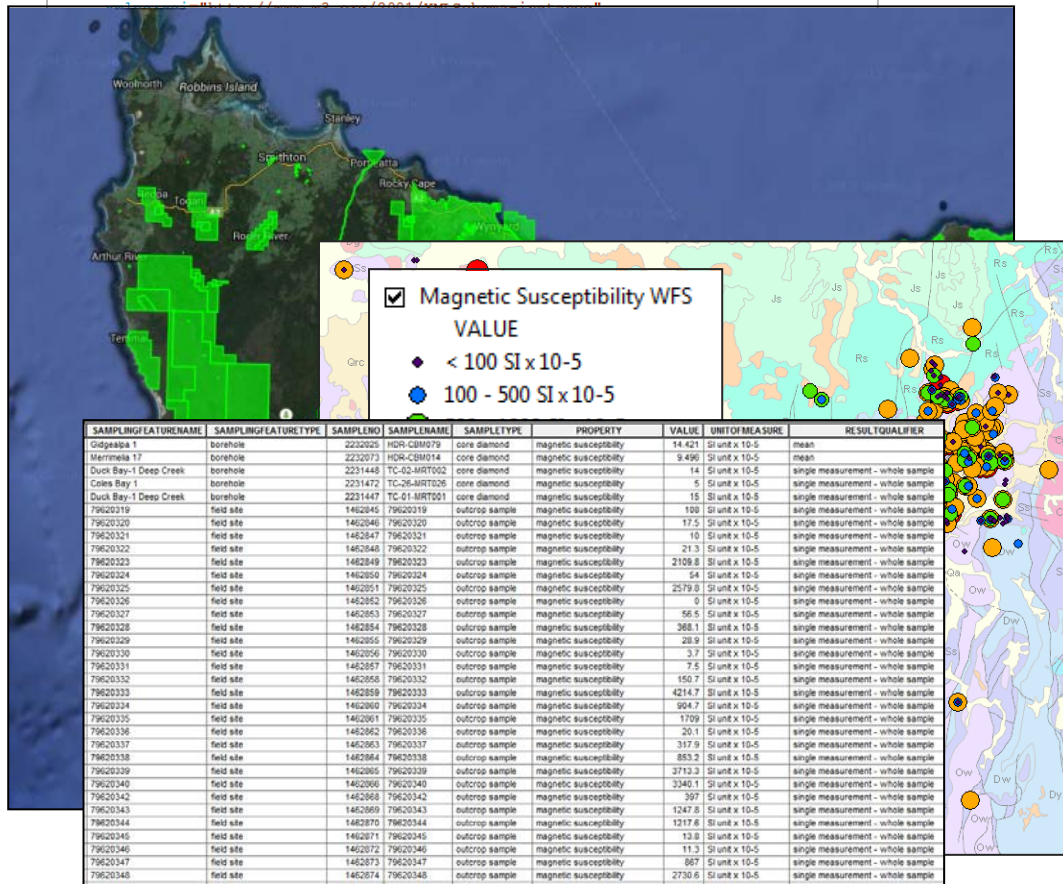 Woolnorth
Robbins Island
Stanley
Smithton
Rocky Cape
Wynyard
Arthur River
Js
Rs
Js
Js
Rs
Rs
Rs
Rs
Qrc
Ss
Magnetic Susceptibility WFS
VALUE
< 100 SI x 10-5
100 - 500 SI x 10-5
SAMPLINGFEATURENAME SAMPLINGFEATURETYPE SAMPLENO SAMPLENAME SAMPLETYPE PROPERTY VALUE UNITOFMEASURE RESULTQUALIFIER
Gidgealpa 1 borehole 2232025 HDR-CBM079 core diamond magnetic susceptibility 14.421 SI unit x 10-5 mean
Merrimelia 17 borehole 2232073 HDR-CBM014 core diamond magnetic susceptibility 9.496 SI unit x 10-5 mean
Duck Bay-1 Deep Creek borehole 2231448 TC-02-MRT002 core diamond magnetic susceptibility 14 SI unit x 10-5 single measurement - whole sample
Coles Bay 1 borehole 2231472 TC-26-MRT026 core diamond magnetic susceptibility 5 SI unit x 10-5 single measurement - whole sample
Duck Bay-1 Deep Creek borehole 2231447 TC-01-MRT001 core diamond magnetic susceptibility 15 SI unit x 10-5 single measurement - whole sample
79620319 field site 1462845 79620319 outcrop sample magnetic susceptibility 108 SI unit x 10-5 single measurement - whole sample
79620320 field site 1462846 79620320 outcrop sample magnetic susceptibility 17.5 SI unit x 10-5 single measurement - whole sample
79620321 field site 1462847 79620321 outcrop sample magnetic susceptibility 10 SI unit x 10-5 single measurement - whole sample
79620322 field site 1462848 79620322 outcrop sample magnetic susceptibility 21.3 SI unit x 10-5 single measurement - whole sample
79620323 field site 1462849 79620323 outcrop sample magnetic susceptibility 2109.8 SI unit x 10-5 single measurement - whole sample
79620324 field site 1462850 79620324 outcrop sample magnetic susceptibility 54 SI unit x 10-5 single measurement - whole sample
79620325 field site 1462851 79620325 outcrop sample magnetic susceptibility 2579.8 SI unit x 10-5 single measurement - whole sample
79620326 field site 1462852 79620326 outcrop sample magnetic susceptibility 0 SI unit x 10-5 single measurement - whole sample
79620327 field site 1462853 79620327 outcrop sample magnetic susceptibility 56.5 SI unit x 10-5 single measurement - whole sample
79620328 field site 1462854 79620328 outcrop sample magnetic susceptibility 368.1 SI unit x 10-5 single measurement - whole sample
79620329 field site 1462855 79620329 outcrop sample magnetic susceptibility 28.9 SI unit x 10-5 single measurement - whole sample
79620330 field site 1462856 79620330 outcrop sample magnetic susceptibility 3.7 SI unit x 10-5 single measurement - whole sample
79620331 field site 1462857 79620331 outcrop sample magnetic susceptibility 7.5 SI unit x 10-5 single measurement - whole sample
79620332 field site 1462858 79620332 outcrop sample magnetic susceptibility 150.7 SI unit x 10-5 single measurement - whole sample
79620333 field site 1462859 79620333 outcrop sample magnetic susceptibility 4214.7 SI unit x 10-5 single measurement - whole sample
79620334 field site 1462860 79620334 outcrop sample magnetic susceptibility 904.7 SI unit x 10-5 single measurement - whole sample
79620335 field site 1462861 79620335 outcrop sample magnetic susceptibility 1709 SI unit x 10-5 single measurement - whole sample
79620336 field site 1462862 79620336 outcrop sample magnetic susceptibility 20.1 SI unit x 10-5 single measurement - whole sample
79620337 field site 1462863 79620337 outcrop sample magnetic susceptibility 317.9 SI unit x 10-5 single measurement - whole sample
79620338 field site 1462864 79620338 outcrop sample magnetic susceptibility 853.2 SI unit x 10-5 single measurement - whole sample
79620339 field site 1462865 79620339 outcrop sample magnetic susceptibility 3713.3 SI unit x 10-5 single measurement - whole sample
79620340 field site 1462866 79620340 outcrop sample magnetic susceptibility 3340.1 SI unit x 10-5 single measurement - whole sample
79620342 field site 1462868 79620342 outcrop sample magnetic susceptibility 397 SI unit x 10-5 single measurement - whole sample
79620343 field site 1462869 79620343 outcrop sample magnetic susceptibility 1247.8 SI unit x 10-5 single measurement - whole sample
79620344 field site 1462870 79620344 outcrop sample magnetic susceptibility 1217.6 SI unit x 10-5 single measurement - whole sample
79620345 field site 1462871 79620345 outcrop sample magnetic susceptibility 13.8 SI unit x 10-5 single measurement - whole sample
79620346 field site 1462872 79620346 outcrop sample magnetic susceptibility 11.3 SI unit x 10-5 single measurement - whole sample
79620347 field site 1462873 79620347 outcrop sample magnetic susceptibility 867 SI unit x 10-5 single measurement - whole sample
79620348 field site 1462874 79620348 outcrop sample magnetic susceptibility 2730.6 SI unit x 10-5 single measurement - whole sample
Ss
Ow
Qa
Ow
Dw
Ss
Ow
Dw
Dy
Ow
Ow